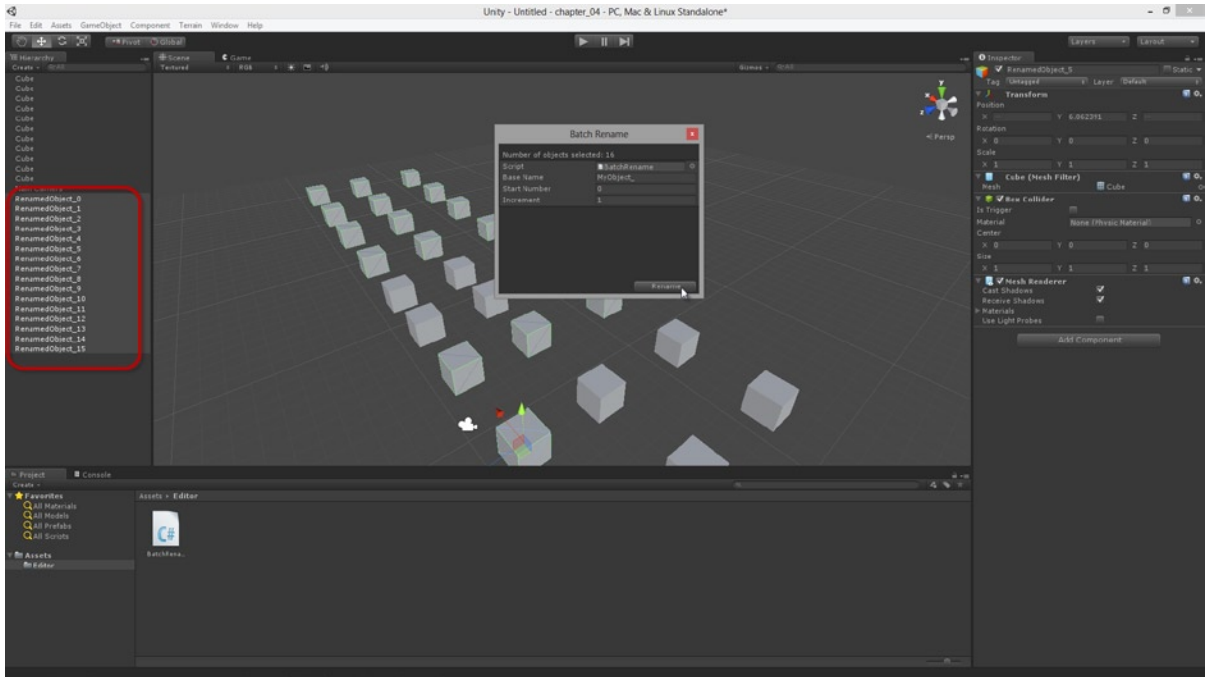 Unity - Untitled - chapter_04 - PC, Mac & Linux Standalone*
File Edit Assets GameObject Component Terrain Window Help
Pivot Global
Layers Layout
Hierarchy
Create
Cube
Cube
Cube
Cube
Cube
Cube
Cube
Cube
Cube
Cube
Cube
Main Camera
RenamedObject_0
RenamedObject_1
RenamedObject_2
RenamedObject_3
RenamedObject_4
RenamedObject_5
RenamedObject_6
RenamedObject_7
RenamedObject_8
RenamedObject_9
RenamedObject_10
RenamedObject_11
RenamedObject_12
RenamedObject_13
RenamedObject_14
RenamedObject_15
Scene Game
Textured RGB Gizmos
y
x
z
Persp
Batch Rename
x
Number of objects selected: 16
Script BatchRename
Base Name MyObject_
Start Number 0
Increment 1
Rename
Inspector
RenamedObject_5 Static
Tag Untagged Layer Default
Transform
Position
X - Y 6.062391 Z -
Rotation
X 0 Y 0 Z 0
Scale
X 1 Y 1 Z 1
Cube (Mesh Filter)
Mesh Cube
Box Collider
Is Trigger
Material None (Physic Material)
Center
X 0 Y 0 Z 0
Size
X 1 Y 1 Z 1
Mesh Renderer
Cast Shadows
Receive Shadows
Materials
Use Light Probes
Add Component
Project Console
Create
Favorites
All Materials
All Models
All Prefabs
All Scripts
Assets
Editor
Assets > Editor
C#
BatchRena..